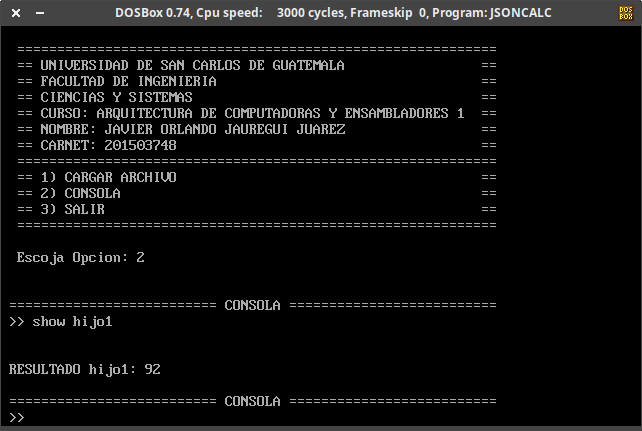 DOSBox 0.74, Cpu speed:    3000 cycles, Frameskip  0, Program: JSONCALC
DOS
BOX
============================================================
== UNIVERSIDAD DE SAN CARLOS DE GUATEMALA                 ==
== FACULTAD DE INGENIERIA                                 ==
== CIENCIAS Y SISTEMAS                                    ==
== CURSO: ARQUITECTURA DE COMPUTADORAS Y ENSAMBLADORES 1  ==
== NOMBRE: JAVIER ORLANDO JAUREGUI JUAREZ                 ==
== CARNET: 201503748                                      ==
============================================================
== 1) CARGAR ARCHIVO                                      ==
== 2) CONSOLA                                             ==
== 3) SALIR                                               ==
============================================================
Escoja Opcion: 2
========================== CONSOLA ==========================
>> show hijo1
RESULTADO hijo1: 92
========================== CONSOLA ==========================
>>